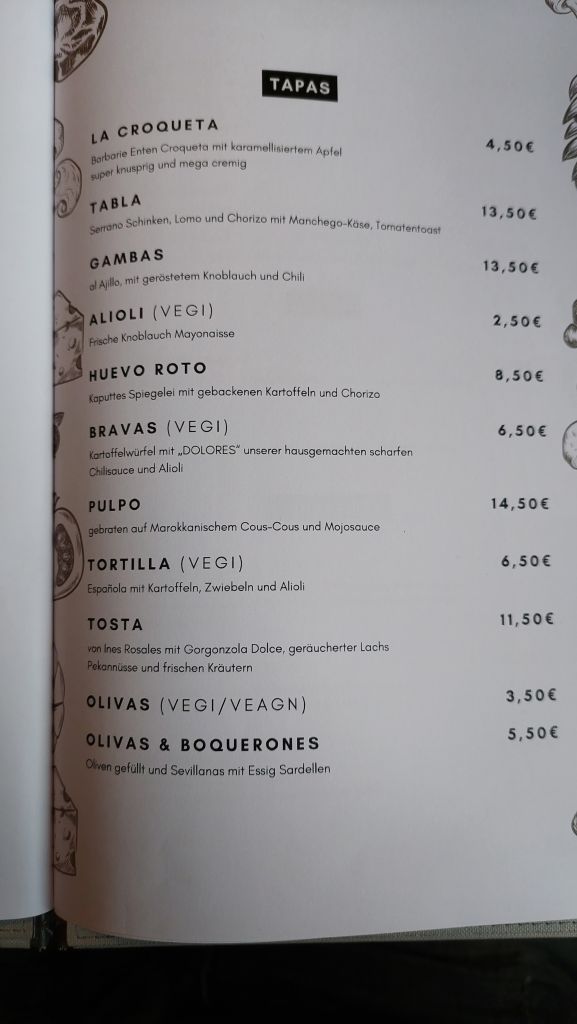 TAPAS
LA CROQUETA 4,50€
Barbarie Enten Croqueta mit karamellisiertem Apfel
super knusprig und mega cremig
TABLA 13,50€
Serrano Schinken, Lomo und Chorizo mit Manchego-Käse, Tomatentoast
GAMBAS 13,50€
al Ajillo, mit geröstetem Knoblauch und Chili
ALIOLI (VEGI) 2,50€
Frische Knoblauch Mayonaisse
HUEVO ROTO 8,50€
Kaputtes Spiegelei mit gebackenen Kartoffeln und Chorizo
BRAVAS (VEGI) 6,50€
Kartoffelwürfel mit „DOLORES" unserer hausgemachten scharfen
Chilisauce und Alioli
PULPO 14,50€
gebraten auf Marokkanischem Cous-Cous und Mojosauce
TORTILLA (VEGI) 6,50€
Española mit Kartoffeln, Zwiebeln und Alioli
TOSTA 11,50€
von Ines Rosales mit Gorgonzola Dolce, geräucherter Lachs
Pekannüsse und frischen Kräutern
OLIVAS (VEGI/VEAGN) 3,50€
OLIVAS & BOQUERONES 5,50€
Oliven gefüllt und Sevillanas mit Essig Sardellen